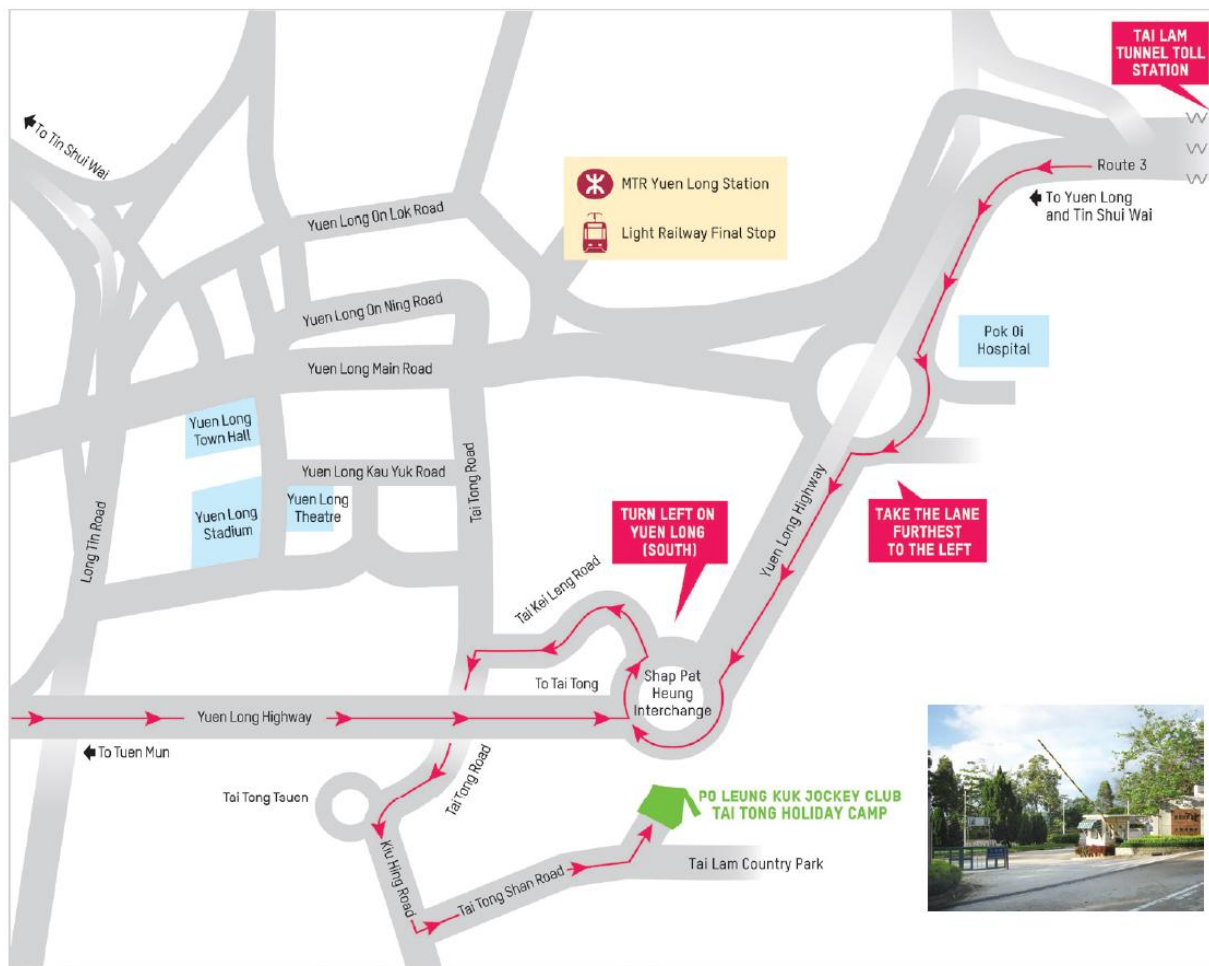 TAI LAM
TUNNEL TOLL
STATION
To Tin Shui Wai
Route 3
To Yuen Long
and Tin Shui Wai
MTR Yuen Long Station
Light Railway Final Stop
Yuen Long On Lok Road
Yuen Long On Ning Road
Yuen Long Main Road
Pok Oi
Hospital
Yuen Long
Town Hall
Yuen Long Kau Yuk Road
Yuen Long
Theatre
Yuen Long
Stadium
Tai Tong Road
Long Tin Road
TURN LEFT ON
YUEN LONG
(SOUTH)
Yuen Long Highway
TAKE THE LANE
FURTHEST
TO THE LEFT
Tai Kei Leng Road
To Tai Tong
Shap Pat
Heung
Interchange
Yuen Long Highway
To Tuen Mun
Tai Tong Road
Tai Tong Tsuen
PO LEUNG KUK JOCKEY CLUB
TAI TONG HOLIDAY CAMP
Kiu Hing Road
Tai Tong Shan Road
Tai Lam Country Park